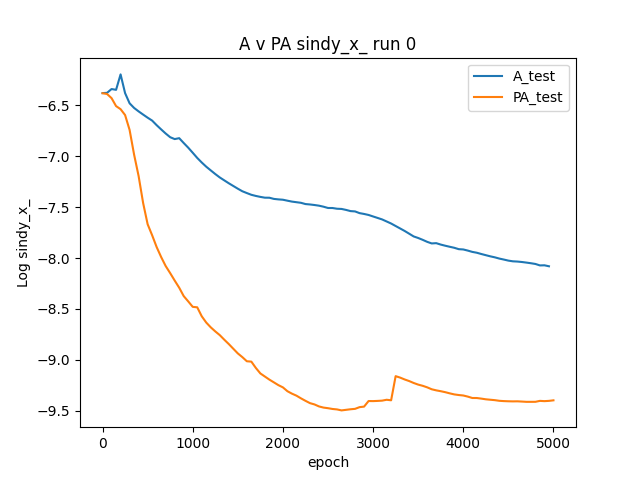 A v PA sindy_x_ run 0
A_test
PA_test
Log sindy_x_
−6.5
−7.0
−7.5
−8.0
−8.5
−9.0
−9.5
0
1000
2000
3000
4000
5000
epoch